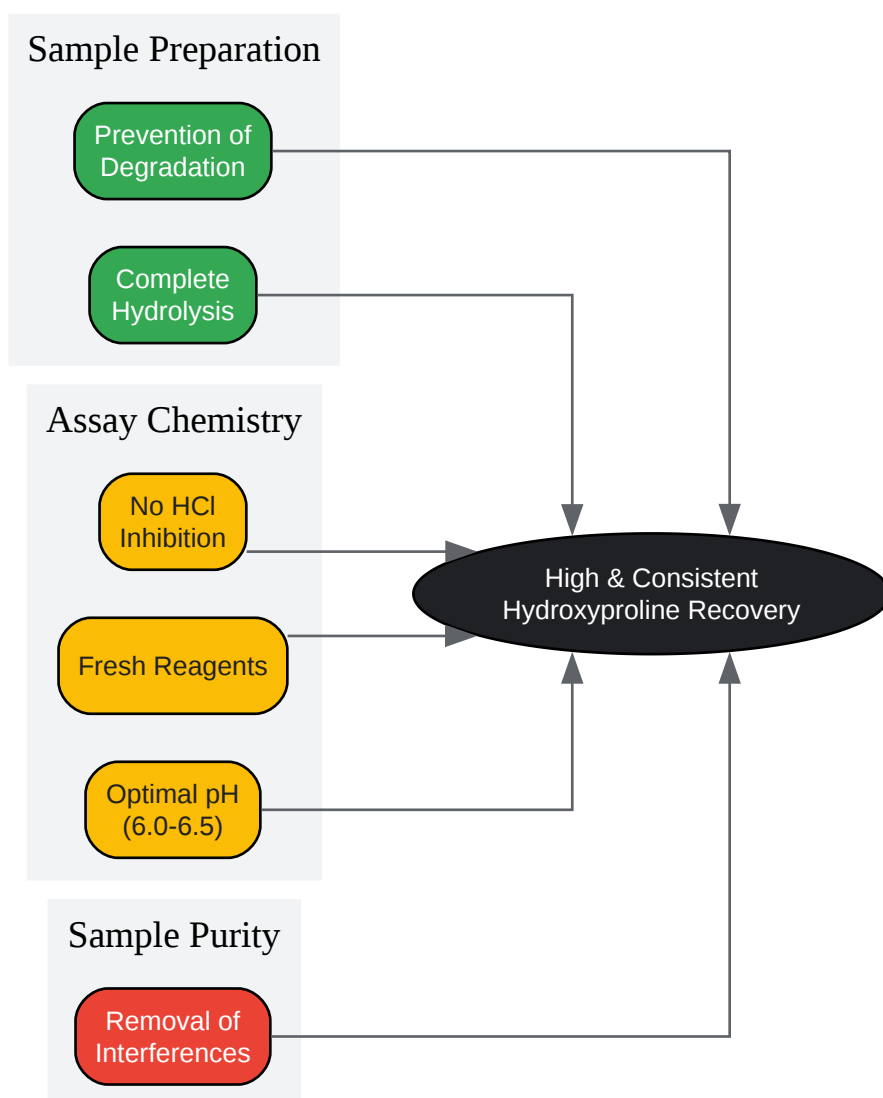 Sample Preparation
Prevention of
Degradation
Complete
Hydrolysis
Assay Chemistry
No HCl
Inhibition
Fresh Reagents
Optimal pH
(6.0-6.5)
High & Consistent
Hydroxyproline Recovery
Sample Purity
Removal of
Interferences